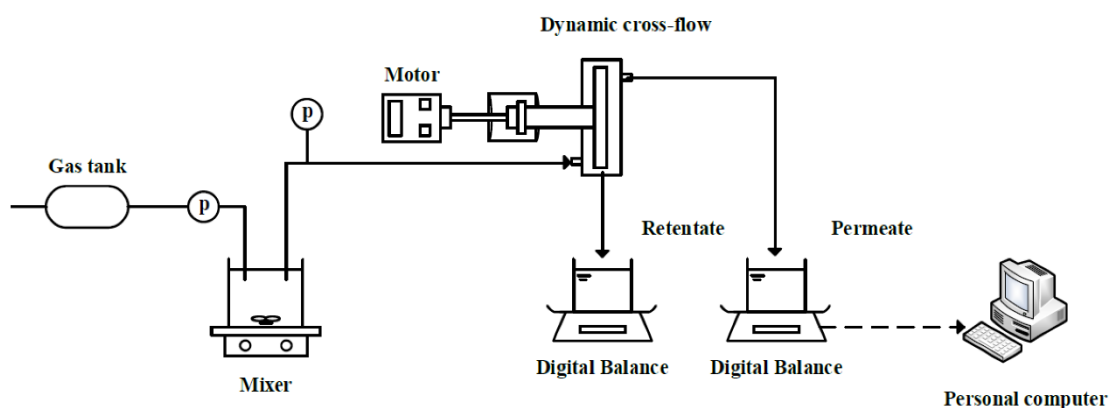 Dynamic cross-flow
Motor
p
Gas tank
p
Retentate
Permeate
Mixer
Digital Balance
Digital Balance
Personal computer